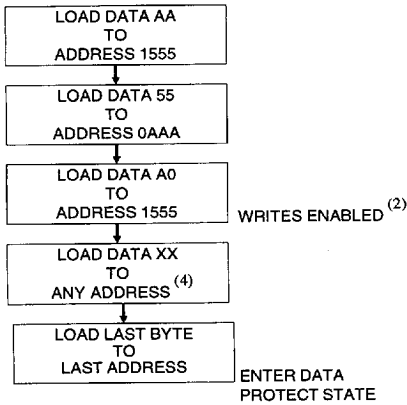 LOAD DATA AA
TO
ADDRESS 1555
LOAD DATA 55
TO
ADDRESS 0AAA
LOAD DATA A0
TO
ADDRESS 1555
WRITES ENABLED (2)
LOAD DATA XX
TO
ANY ADDRESS (4)
LOAD LAST BYTE
TO
LAST ADDRESS
ENTER DATA
PROTECT STATE